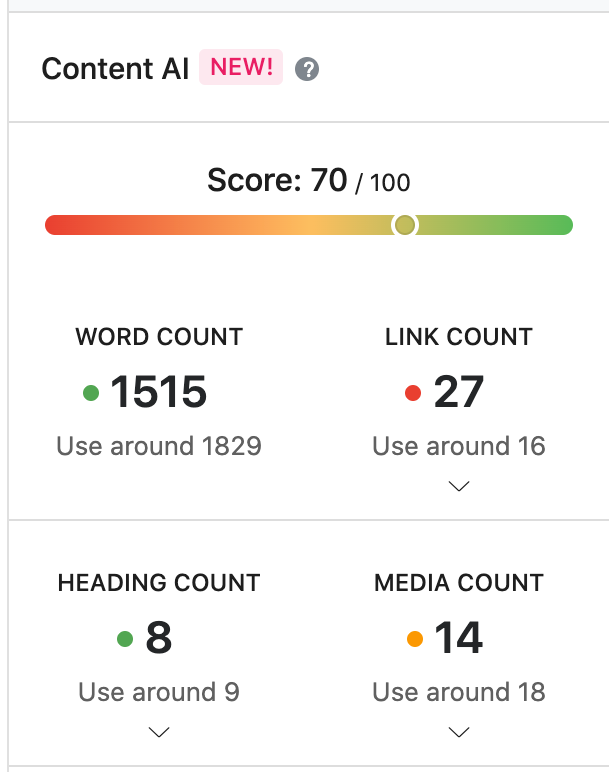 Content AI NEW! ?
Score: 70 / 100
WORD COUNT
1515
Use around 1829
LINK COUNT
27
Use around 16
HEADING COUNT
8
Use around 9
MEDIA COUNT
14
Use around 18